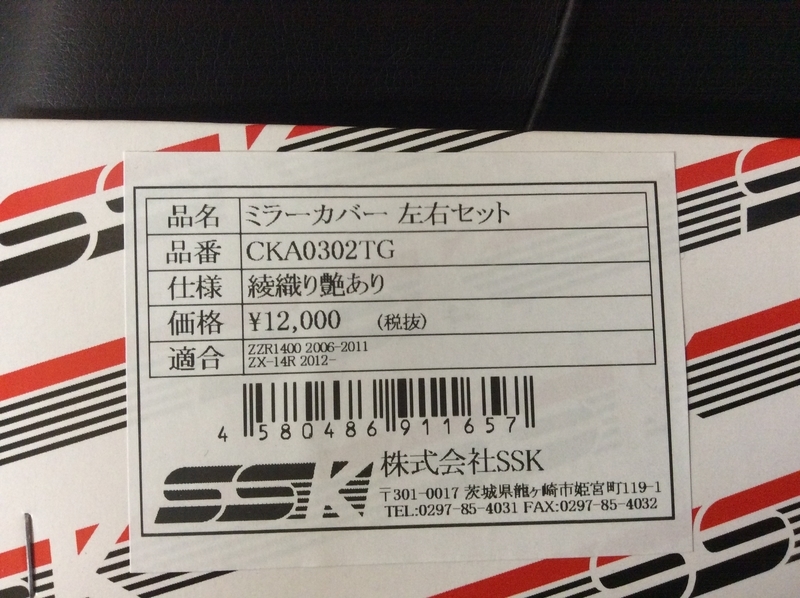 品名 ミラーカバー 左右セット
品番 CKA0302TG
仕様 綾織り艶あり
価格 ¥12,000 (税抜)
適合 ZZR1400 2006-2011
ZX-14R 2012-
4 580486 911657
SSK 株式会社SSK
〒301-0017 茨城県龍ヶ崎市姫宮町119-1
TEL:0297-85-4031 FAX:0297-85-4032